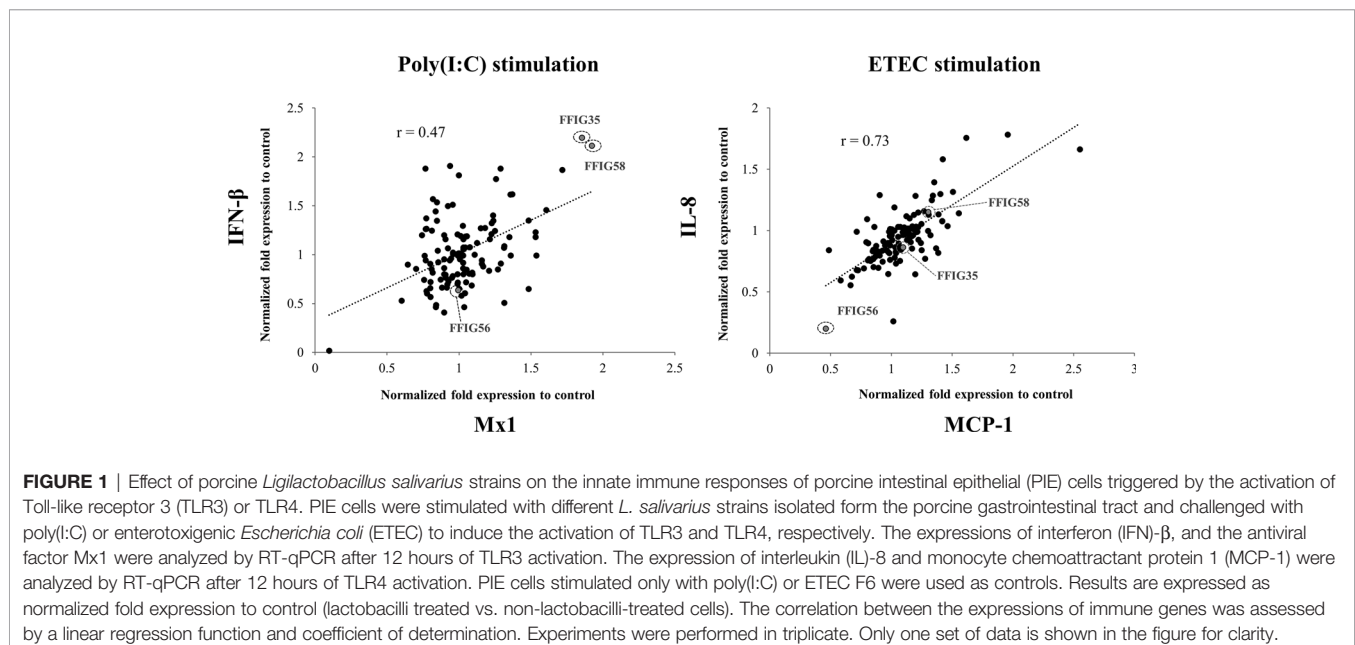 Poly(I:C) stimulation
IFN-β
Normalized fold expression to control
2.5
2
1.5
1
0.5
0
r = 0.47
FFIG35
FFIG58
FFIG56
0
0.5
1
1.5
2
2.5
Normalized fold expression to control
Mx1
ETEC stimulation
IL-8
Normalized fold expression to control
2
1.5
1
0.5
0
r = 0.73
FFIG58
FFIG35
FFIG56
0
0.5
1
1.5
2
2.5
3
Normalized fold expression to control
MCP-1
FIGURE 1 | Effect of porcine Ligilactobacillus salivarius strains on the innate immune responses of porcine intestinal epithelial (PIE) cells triggered by the activation of
Toll-like receptor 3 (TLR3) or TLR4. PIE cells were stimulated with different L. salivarius strains isolated form the porcine gastrointestinal tract and challenged with
poly(I:C) or enterotoxigenic Escherichia coli (ETEC) to induce the activation of TLR3 and TLR4, respectively. The expressions of interferon (IFN)-β, and the antiviral
factor Mx1 were analyzed by RT-qPCR after 12 hours of TLR3 activation. The expression of interleukin (IL)-8 and monocyte chemoattractant protein 1 (MCP-1) were
analyzed by RT-qPCR after 12 hours of TLR4 activation. PIE cells stimulated only with poly(I:C) or ETEC F6 were used as controls. Results are expressed as
normalized fold expression to control (lactobacilli treated vs. non-lactobacilli-treated cells). The correlation between the expressions of immune genes was assessed
by a linear regression function and coefficient of determination. Experiments were performed in triplicate. Only one set of data is shown in the figure for clarity.